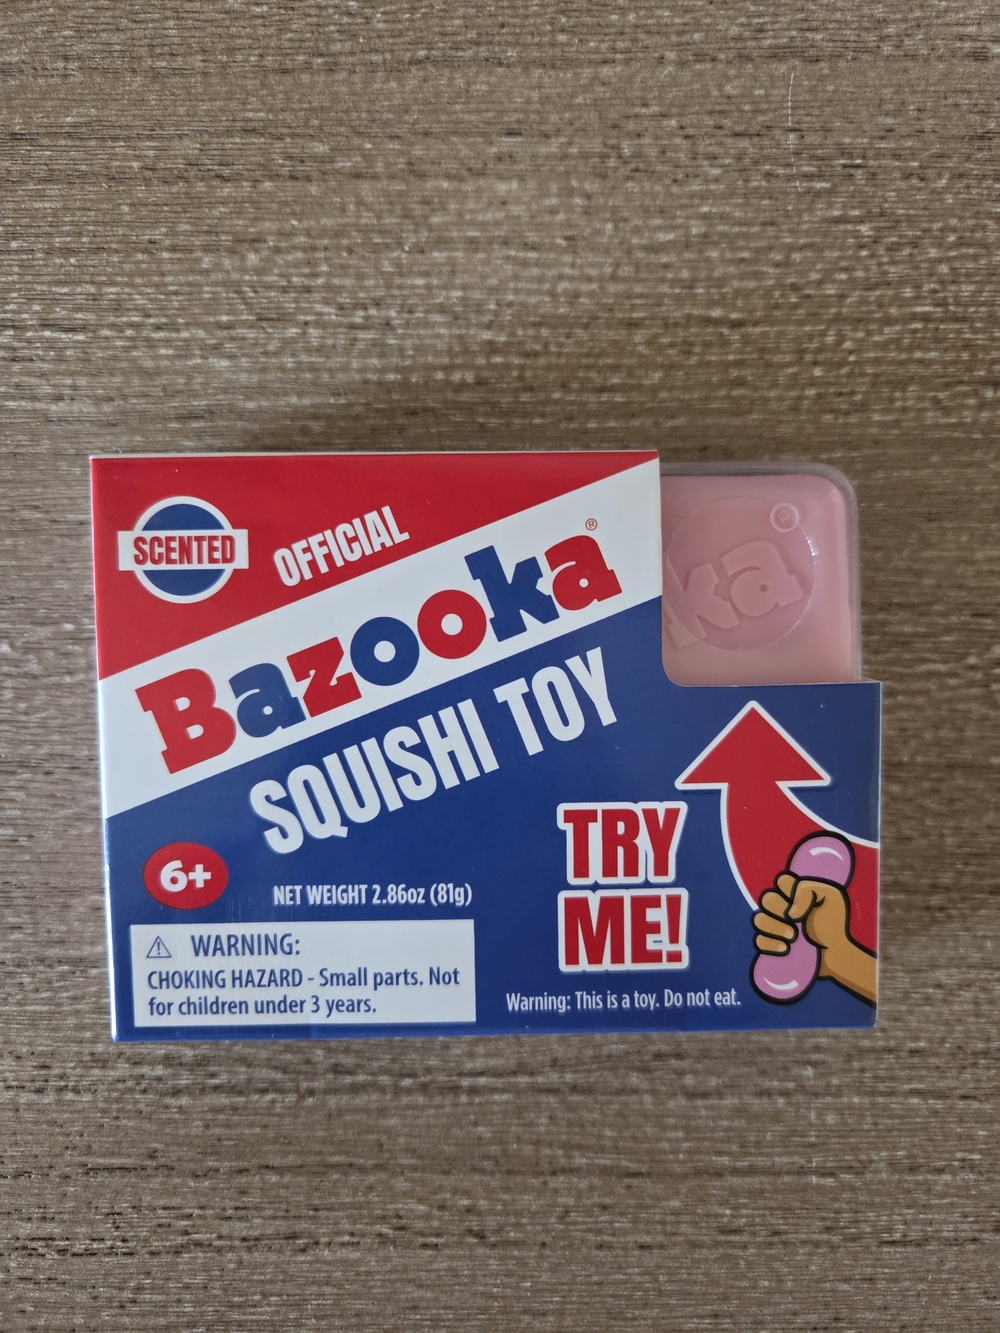 SCENTED
OFFICIAL
Bazooka®
SQUISHI TOY
ka®
6+
NET WEIGHT 2.86oz (81g)
TRY
ME!
⚠ WARNING:
CHOKING HAZARD - Small parts. Not
for children under 3 years.
Warning: This is a toy. Do not eat.